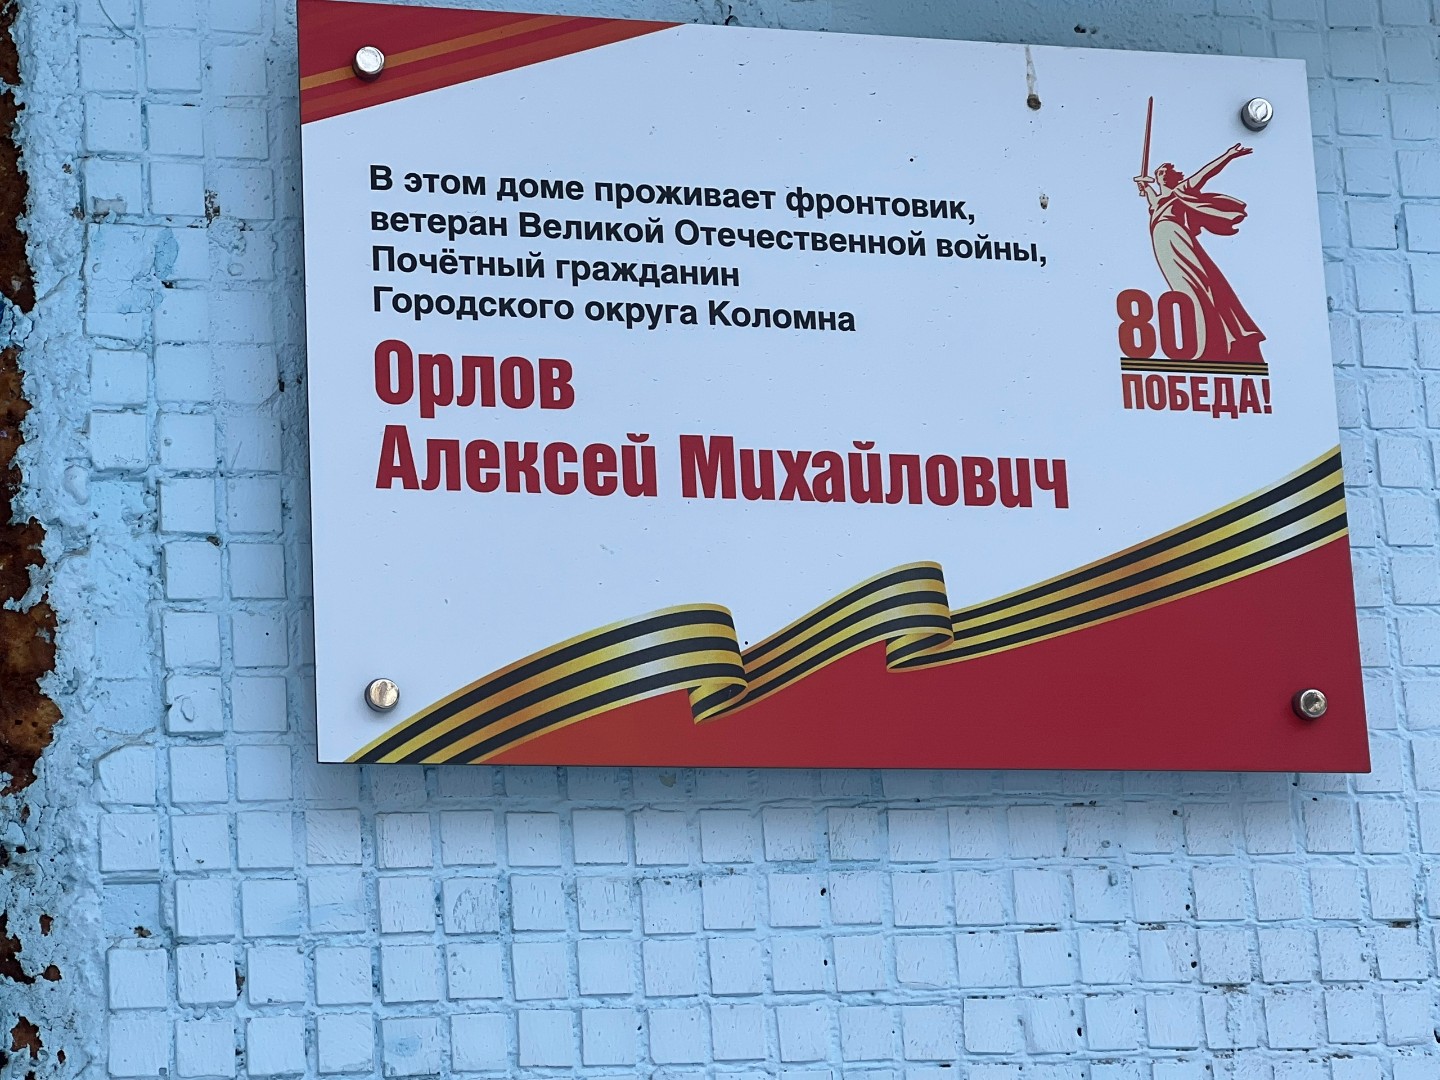 В этом доме проживает фронтовик,
ветеран Великой Отечественной войны,
Почётный гражданин
Городского округа Коломна
Орлов
Алексей Михайлович
80
ПОБЕДА!